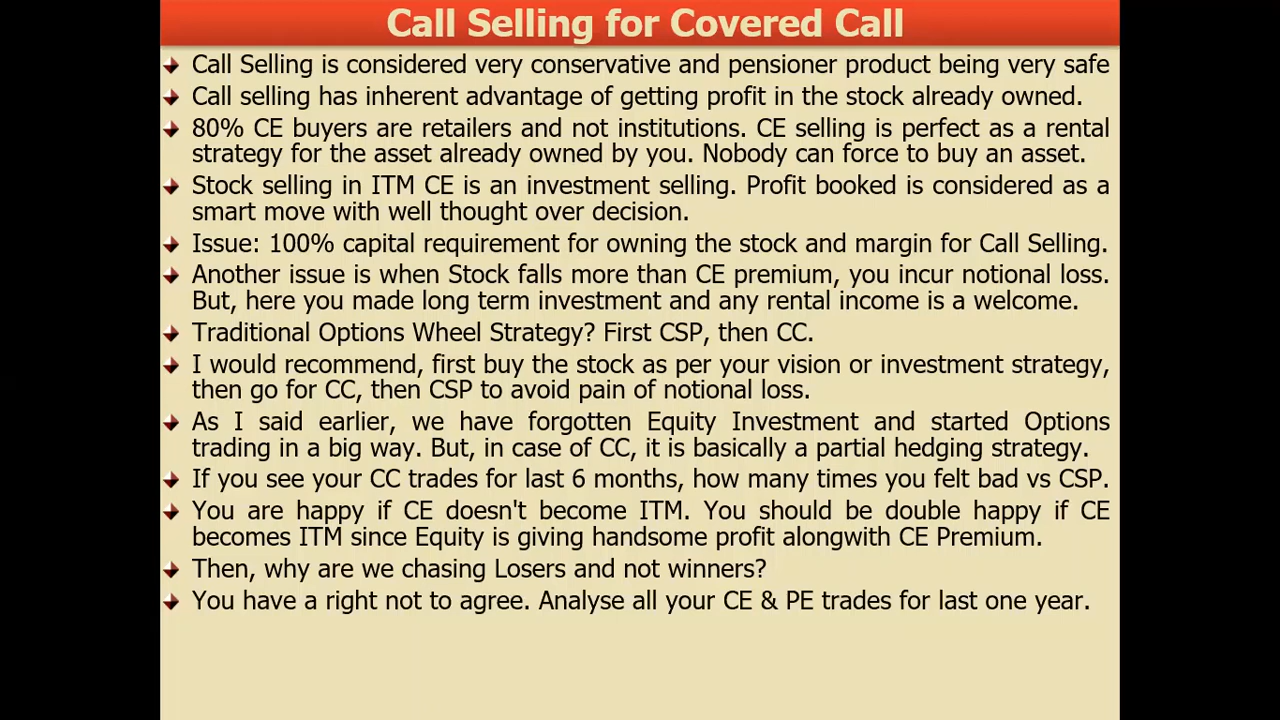 Call Selling for Covered Call
Call Selling is considered very conservative and pensioner product being very safe
Call selling has inherent advantage of getting profit in the stock already owned.
80% CE buyers are retailers and not institutions. CE selling is perfect as a rental
strategy for the asset already owned by you. Nobody can force to buy an asset.
Stock selling in ITM CE is an investment selling. Profit booked is considered as a
smart move with well thought over decision.
Issue: 100% capital requirement for owning the stock and margin for Call Selling.
Another issue is when Stock falls more than CE premium, you incur notional loss.
But, here you made long term investment and any rental income is a welcome.
Traditional Options Wheel Strategy? First CSP, then CC.
I would recommend, first buy the stock as per your vision or investment strategy,
then go for CC, then CSP to avoid pain of notional loss.
As I said earlier, we have forgotten Equity Investment and started Options
trading in a big way. But, in case of CC, it is basically a partial hedging strategy.
If you see your CC trades for last 6 months, how many times you felt bad vs CSP.
You are happy if CE doesn't become ITM. You should be double happy if CE
becomes ITM since Equity is giving handsome profit alongwith CE Premium.
Then, why are we chasing Losers and not winners?
You have a right not to agree. Analyse all your CE & PE trades for last one year.